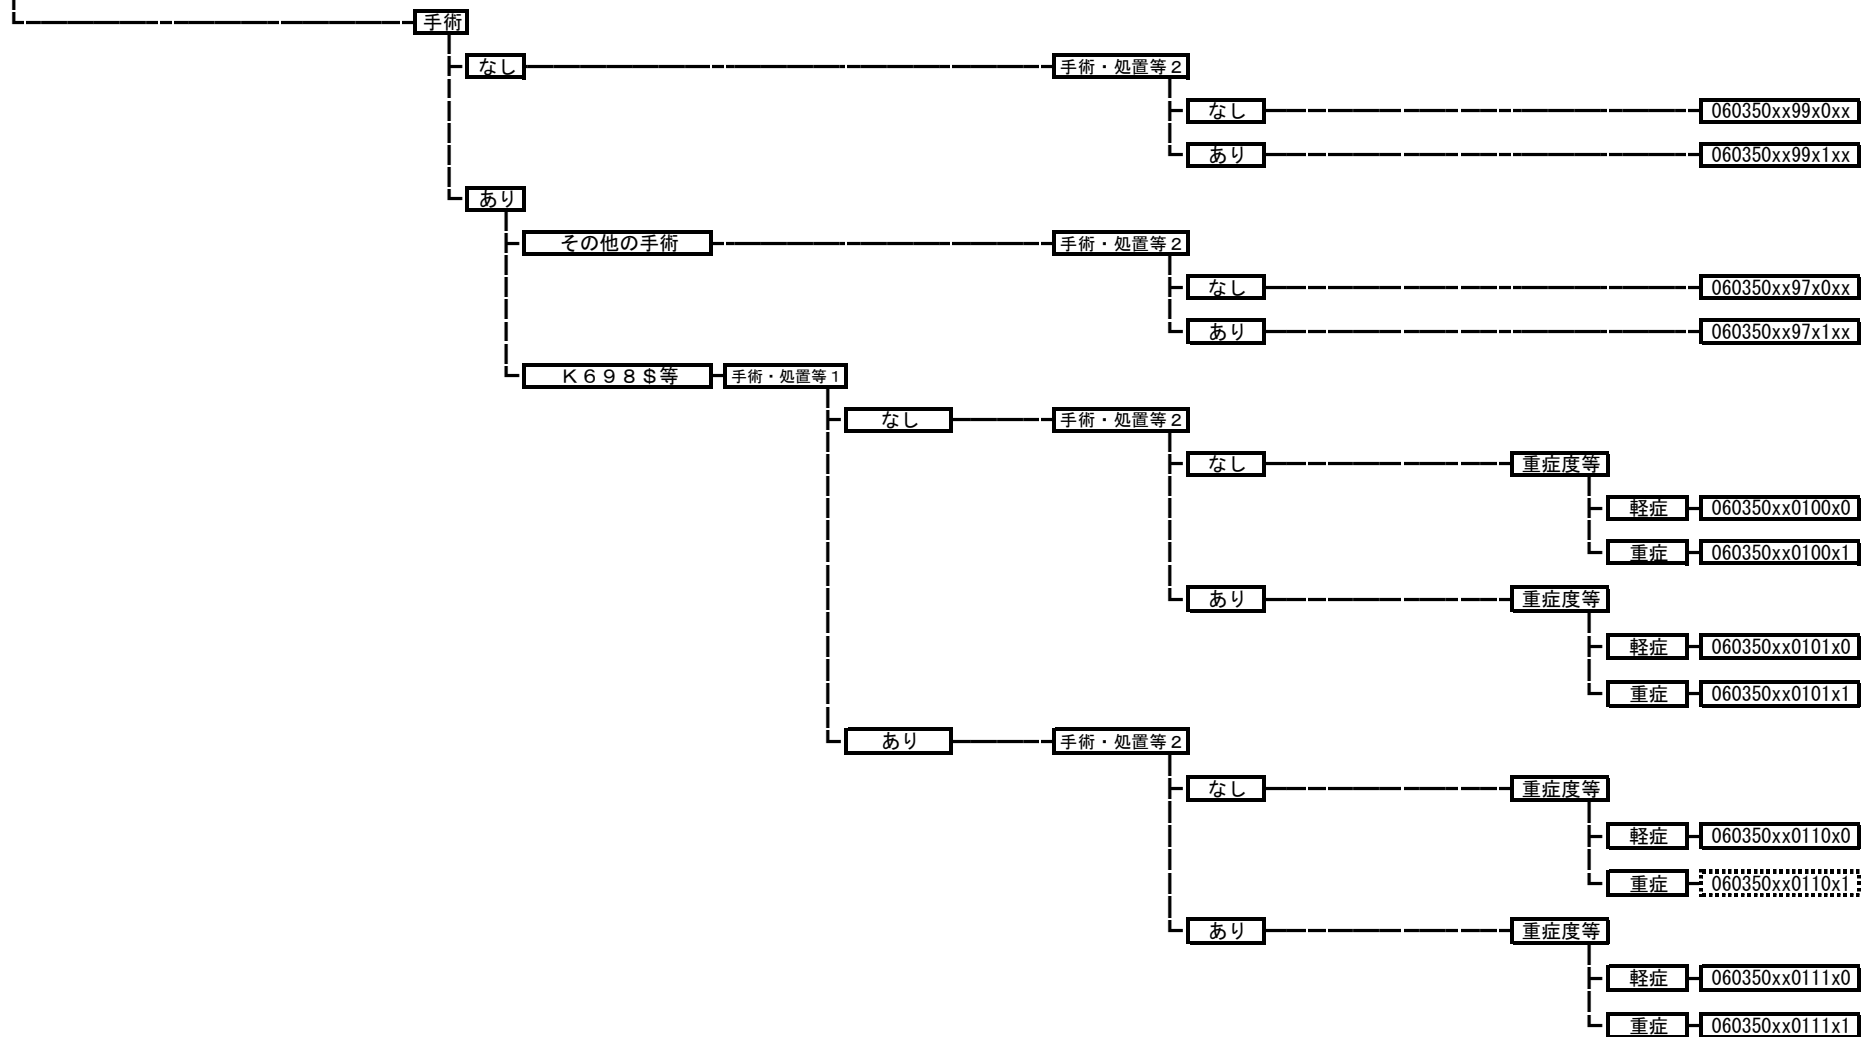 手術
なし 手術・処置等２
なし 060350xx99x0xx
あり 060350xx99x1xx
あり
その他の手術 手術・処置等２
なし 060350xx97x0xx
あり 060350xx97x1xx
Ｋ６９８＄等 手術・処置等１
なし 手術・処置等２
なし 重症度等
軽症 060350xx0100x0
重症 060350xx0100x1
あり 重症度等
軽症 060350xx0101x0
重症 060350xx0101x1
あり 手術・処置等２
なし 重症度等
軽症 060350xx0110x0
重症 060350xx0110x1
あり 重症度等
軽症 060350xx0111x0
重症 060350xx0111x1